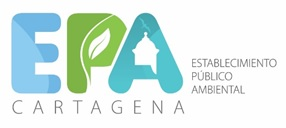 EPA
ESTABLECIMIENTO
PÚBLICO
AMBIENTAL
CARTAGENA